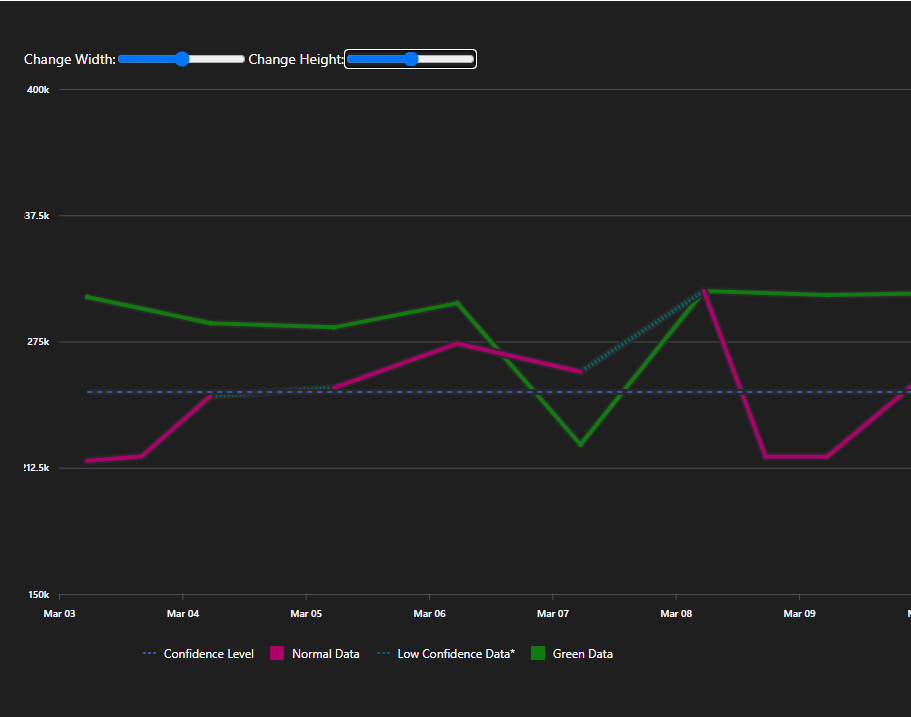 Change Width: Change Height:
400k
37.5k
275k
12.5k
150k
Mar 03 Mar 04 Mar 05 Mar 06 Mar 07 Mar 08 Mar 09
Confidence Level Normal Data Low Confidence Data* Green Data